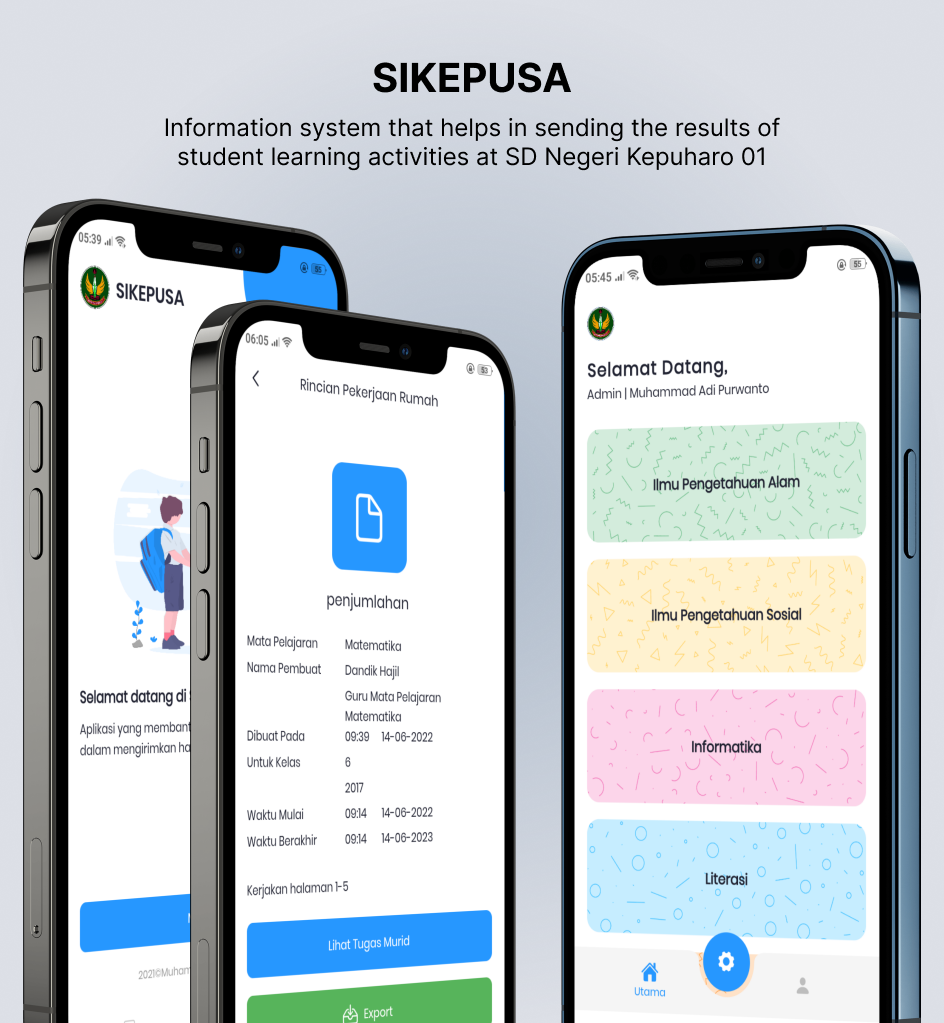 SIKEPUSA
Information system that helps in sending the results of
student learning activities at SD Negeri Kepuharo 01
05:39
55
SIKEPUSA
Selamat datang di
Aplikasi yang membant
dalam mengirimkan ha
2021©Muham
06:05
53
Rincian Pekerjaan Rumah
penjumlahan
Mata Pelajaran Matematika
Nama Pembuat Dandik Hajil
Guru Mata Pelajaran
Matematika
Dibuat Pada 09:39 14-06-2022
Untuk Kelas 6
2017
Waktu Mulai 09:14 14-06-2022
Waktu Berakhir 09:14 14-06-2023
Kerjakan halaman 1-5
Lihat Tugas Murid
Export
05:45
55
Selamat Datang,
Admin | Muhammad Adi Purwanto
Ilmu Pengetahuan Alam
Ilmu Pengetahuan Sosial
Informatika
Literasi
Utama